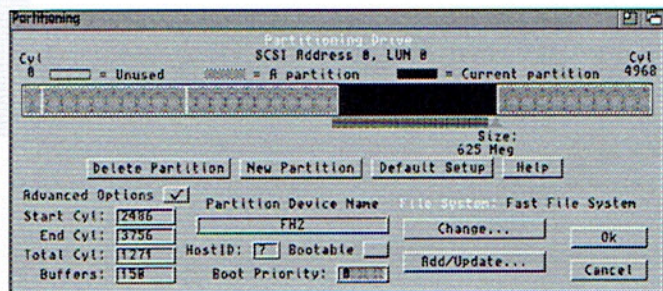 Partitioning
Partitioning Drive
SCSI Address 0, LUN 0
Cyl
0
= Unused
= A partition
= Current partition
Cyl
4968
Size:
625 Meg
Delete Partition
New Partition
Default Setup
Help
Advanced Options
Start Cyl: 2486
End Cyl: 3756
Total Cyl: 1271
Buffers: 150
Partition Device Name
FH2
HostID: 7
Bootable
Boot Priority: 0
File System: Fast File System
Change...
Add/Update...
Ok
Cancel